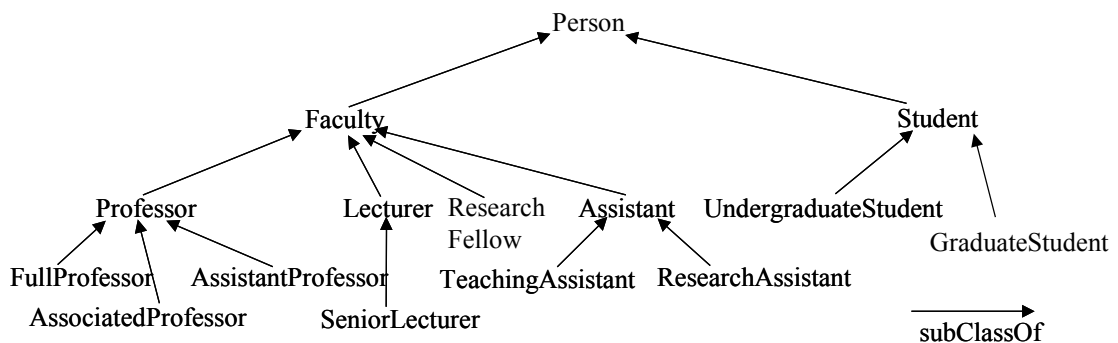 Person
Faculty
Student
Professor
Lecturer
Research
Fellow
Assistant
UndergraduateStudent
GraduateStudent
FullProfessor
AssistantProfessor
TeachingAssistant
ResearchAssistant
AssociatedProfessor
SeniorLecturer
subClassOf